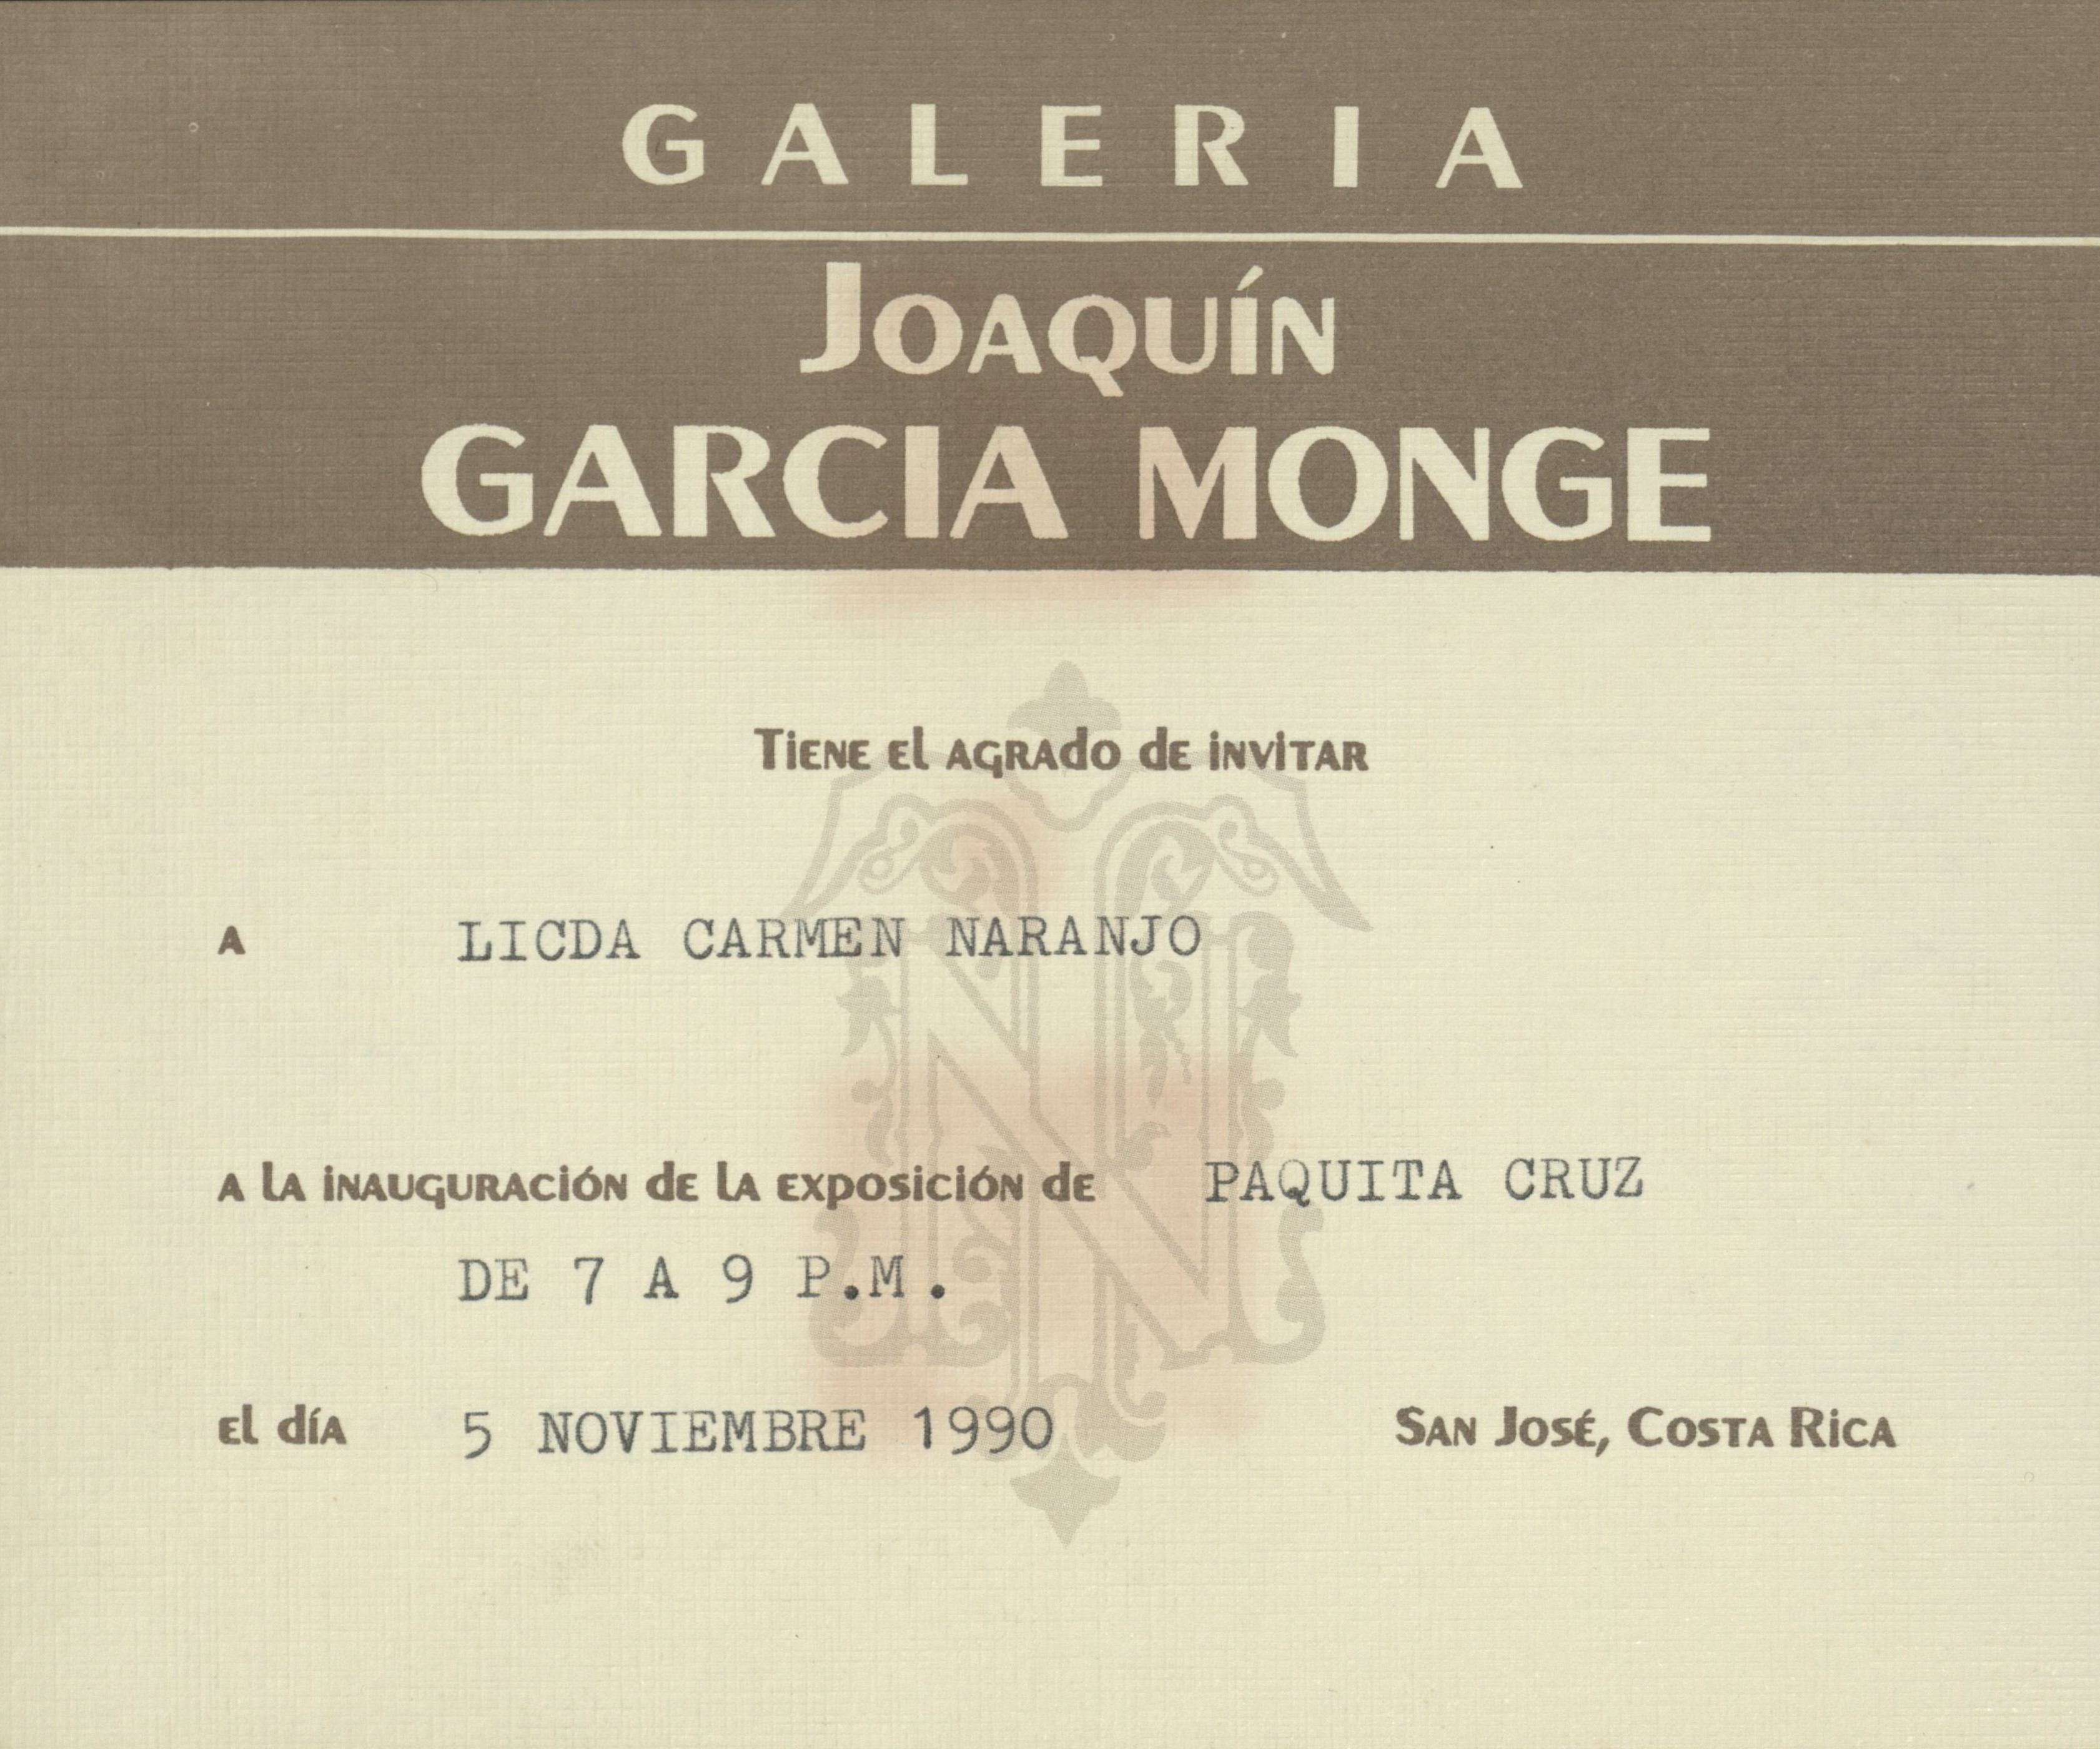 GALERIA
JOAQUÍN
GARCIA MONGE
Tiene el agrado de invitar
A LICDA CARMEN NARANJO
A la inauguración de la exposición de PAQUITA CRUZ
DE 7 A 9 P.M.
El día 5 NOVIEMBRE 1990 San José, Costa Rica